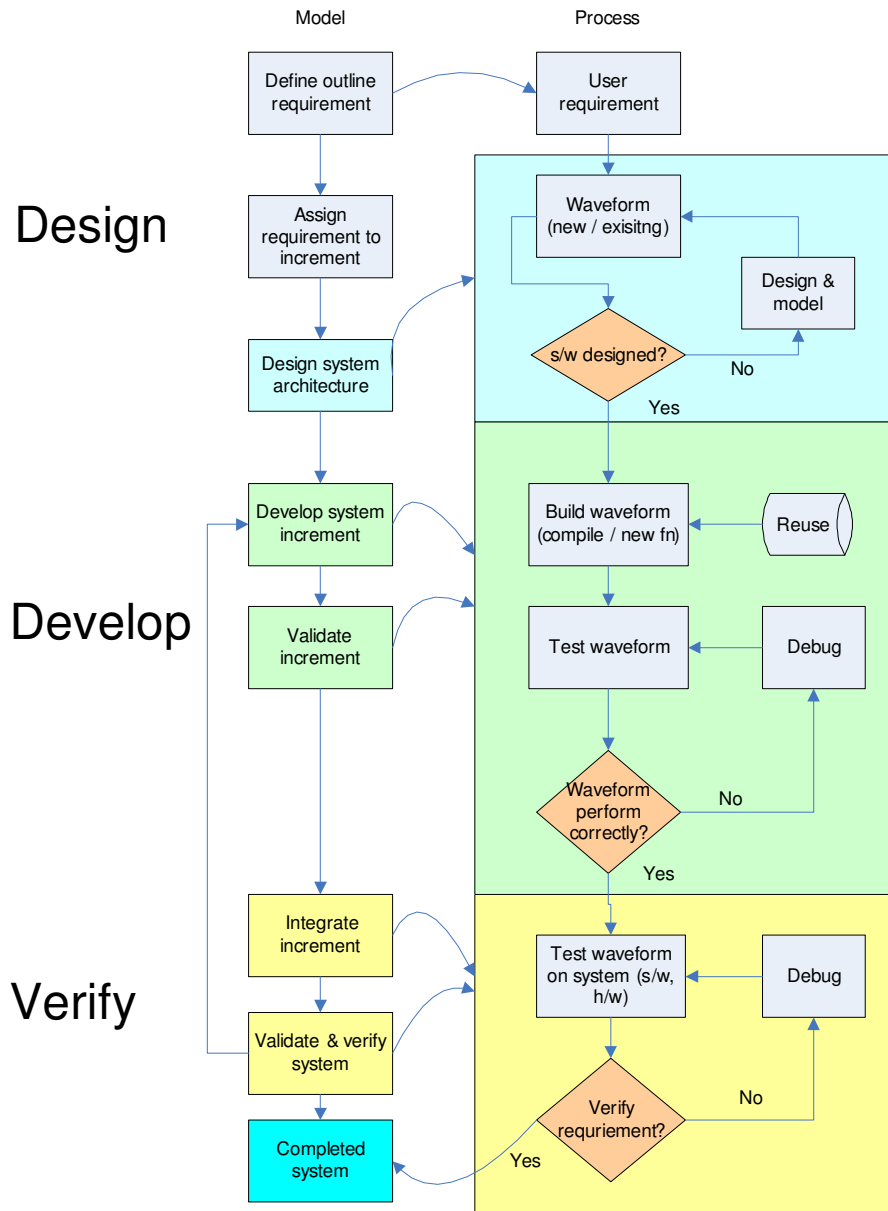 Model
Process
Define outline
requirement
User
requirement
Design
Assign
requirement to
increment
Waveform
(new / exisitng)
Design &
model
Design system
architecture
s/w designed?
No
Yes
Develop system
increment
Build waveform
(compile / new fn)
Reuse
Develop
Validate
increment
Test waveform
Debug
Waveform
perform
correctly?
No
Yes
Integrate
increment
Test waveform
on system (s/w,
h/w)
Debug
Verify
Validate & verify
system
Verify
requriement?
No
Yes
Completed
system